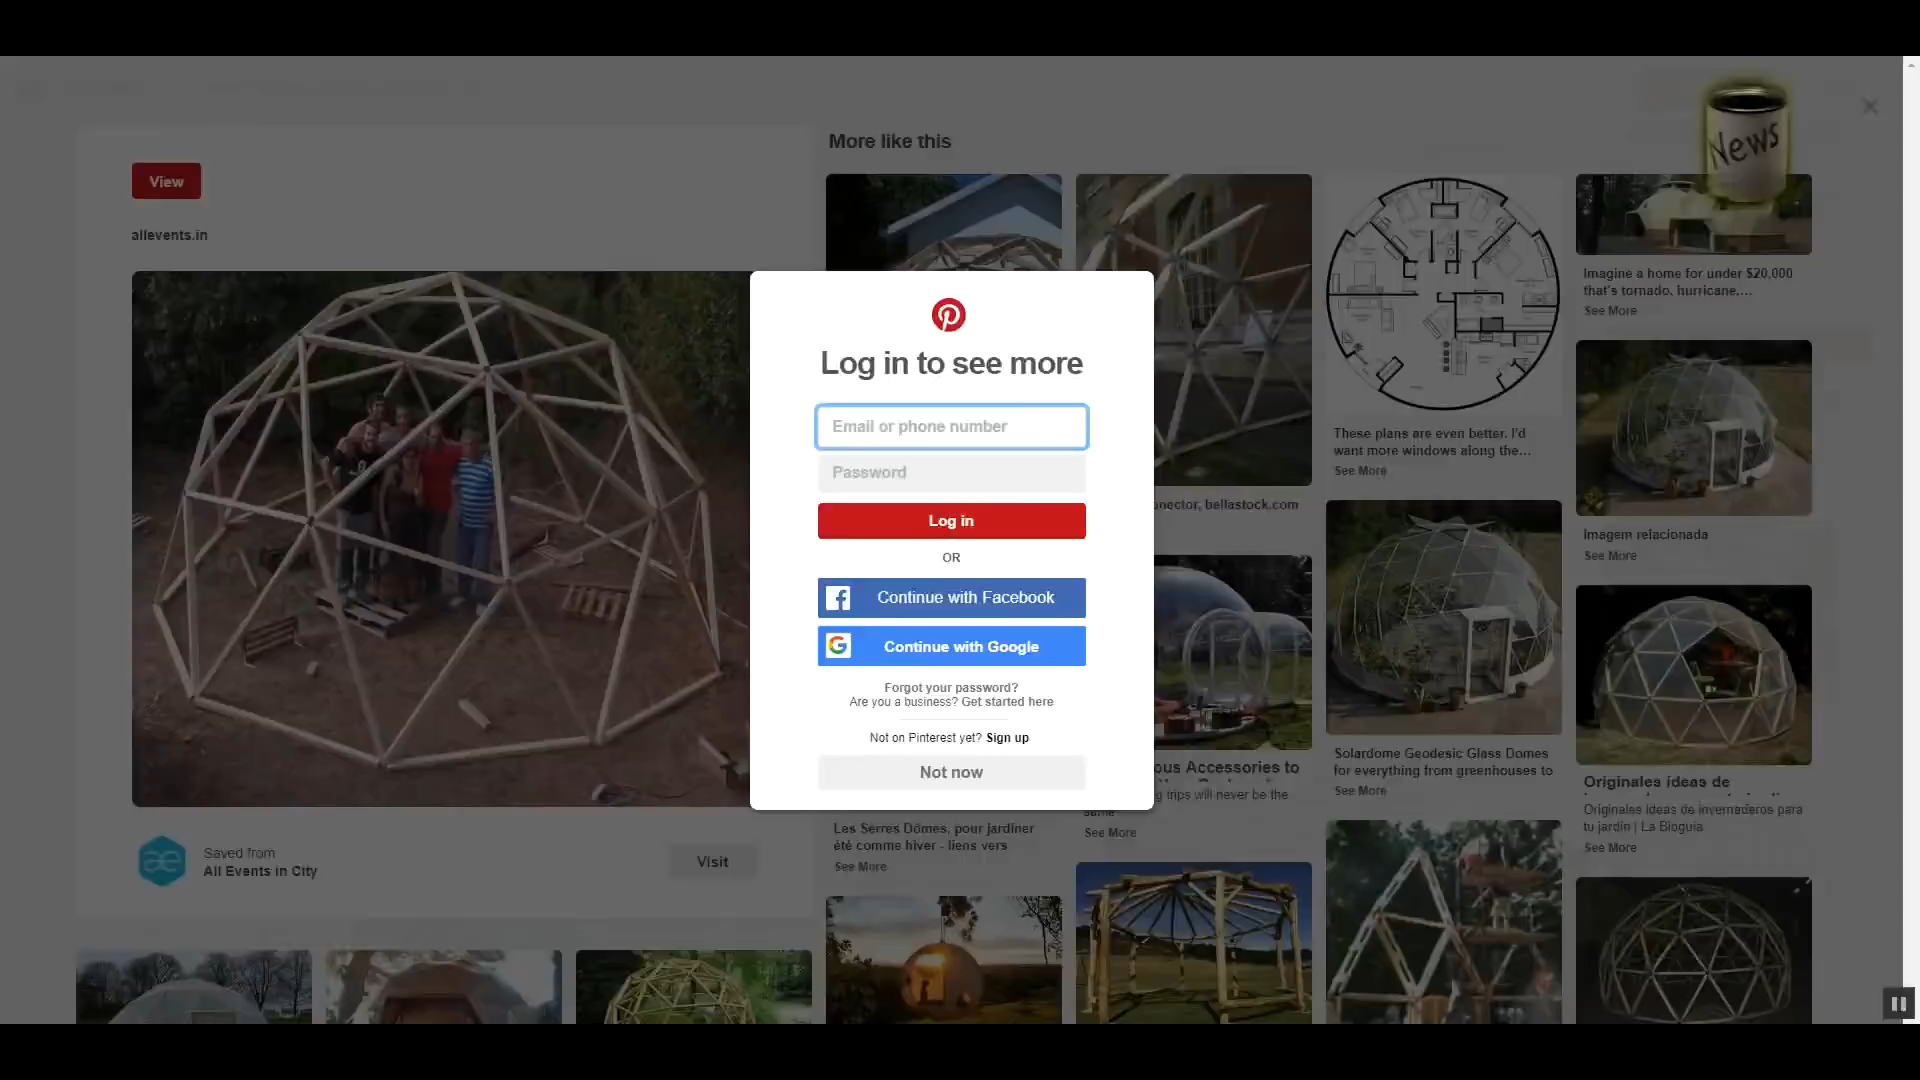 More like this
News
View
allevents.in
Imagine a home for under $20,000
that's tornado, hurricane,...
See More
Log in to see more
Email or phone number
Password
Log in
OR
Continue with Facebook
Continue with Google
Forgot your password?
Are you a business? Get started here
Not on Pinterest yet? Sign up
Not now
These plans are even better. I'd
want more windows along the...
See More
bellastock.com
Imagem relacionada
See More
Solardome Geodesic Glass Domes
for everything from greenhouses to
See More
Accessories to
trips will never be the
See More
Originales ideas de
Originales ideas de invernaderos para
tu jardín | La Bloguia
See More
Les Serres Dômes, pour jardiner
été comme hiver - liens vers
See More
Saved from
All Events in City
Visit